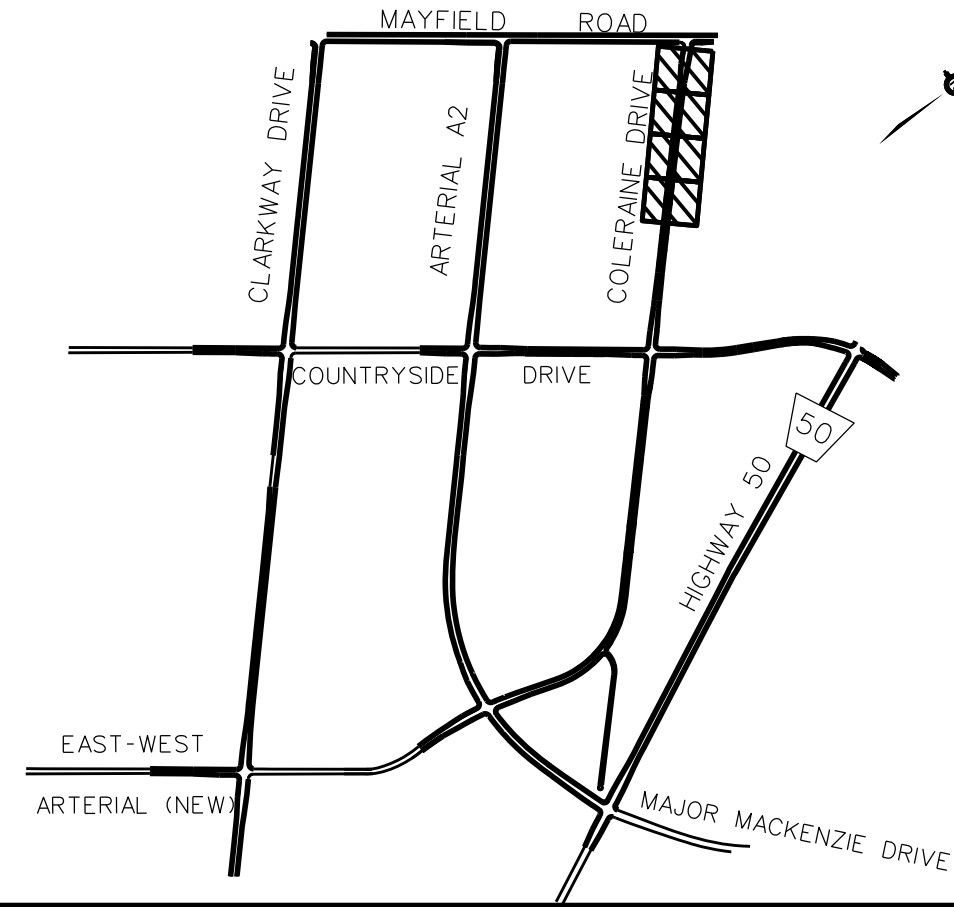 MAYFIELD ROAD
CLARKWAY DRIVE
ARTERIAL A2
COLERAINE DRIVE
COUNTRYSIDE DRIVE
50
HIGHWAY 50
EAST-WEST
ARTERIAL (NEW)
MAJOR MACKENZIE DRIVE